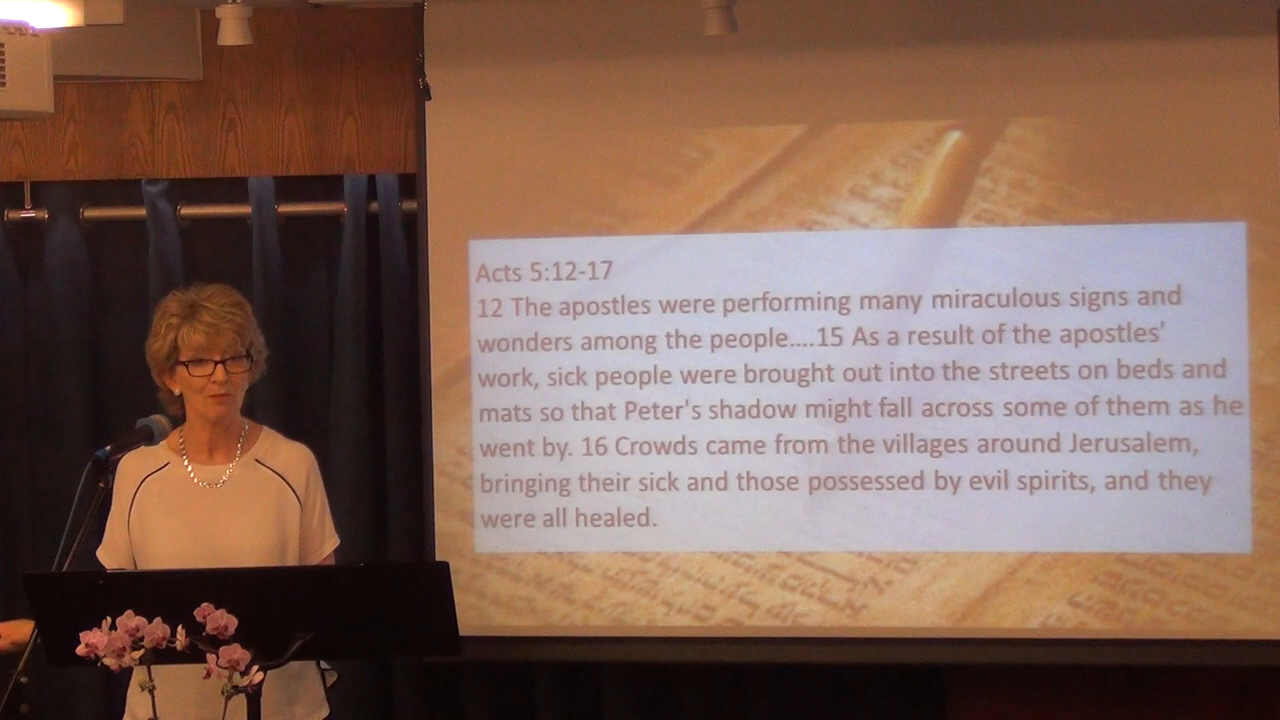 Acts 5:12-17
12 The apostles were performing many miraculous signs and
wonders among the people....15 As a result of the apostles'
work, sick people were brought out into the streets on beds and
mats so that Peter's shadow might fall across some of them as he
went by. 16 Crowds came from the villages around Jerusalem,
bringing their sick and those possessed by evil spirits, and they
were all healed.